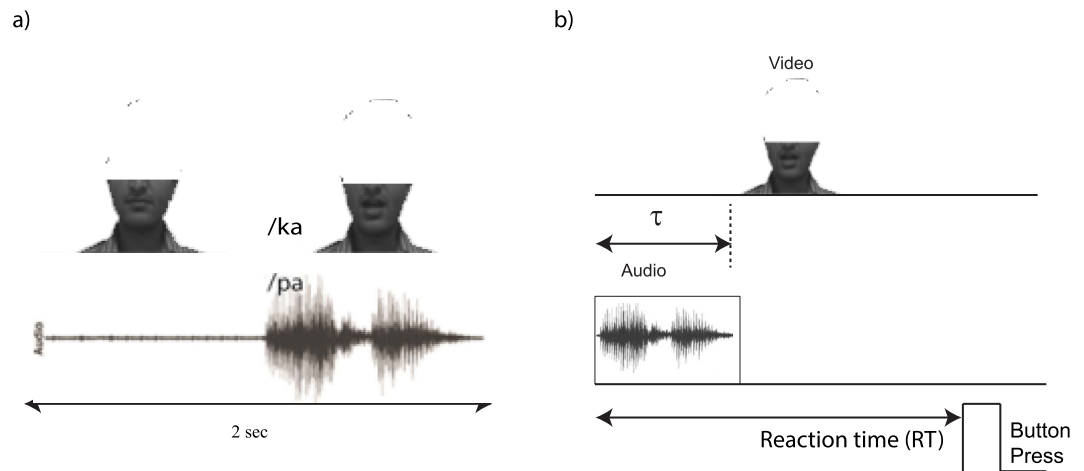 a)
/ka
/pa
Audio
2 sec
b)
Video
τ
Audio
Reaction time (RT)
Button
Press